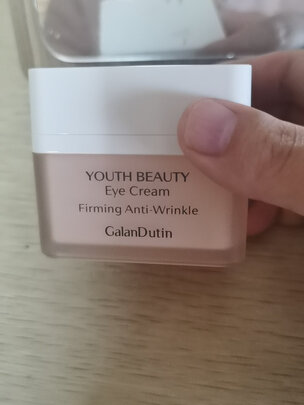 YOUTH BEAUTY
Eye Cream
Firming Anti-Wrinkle
GalanDutin